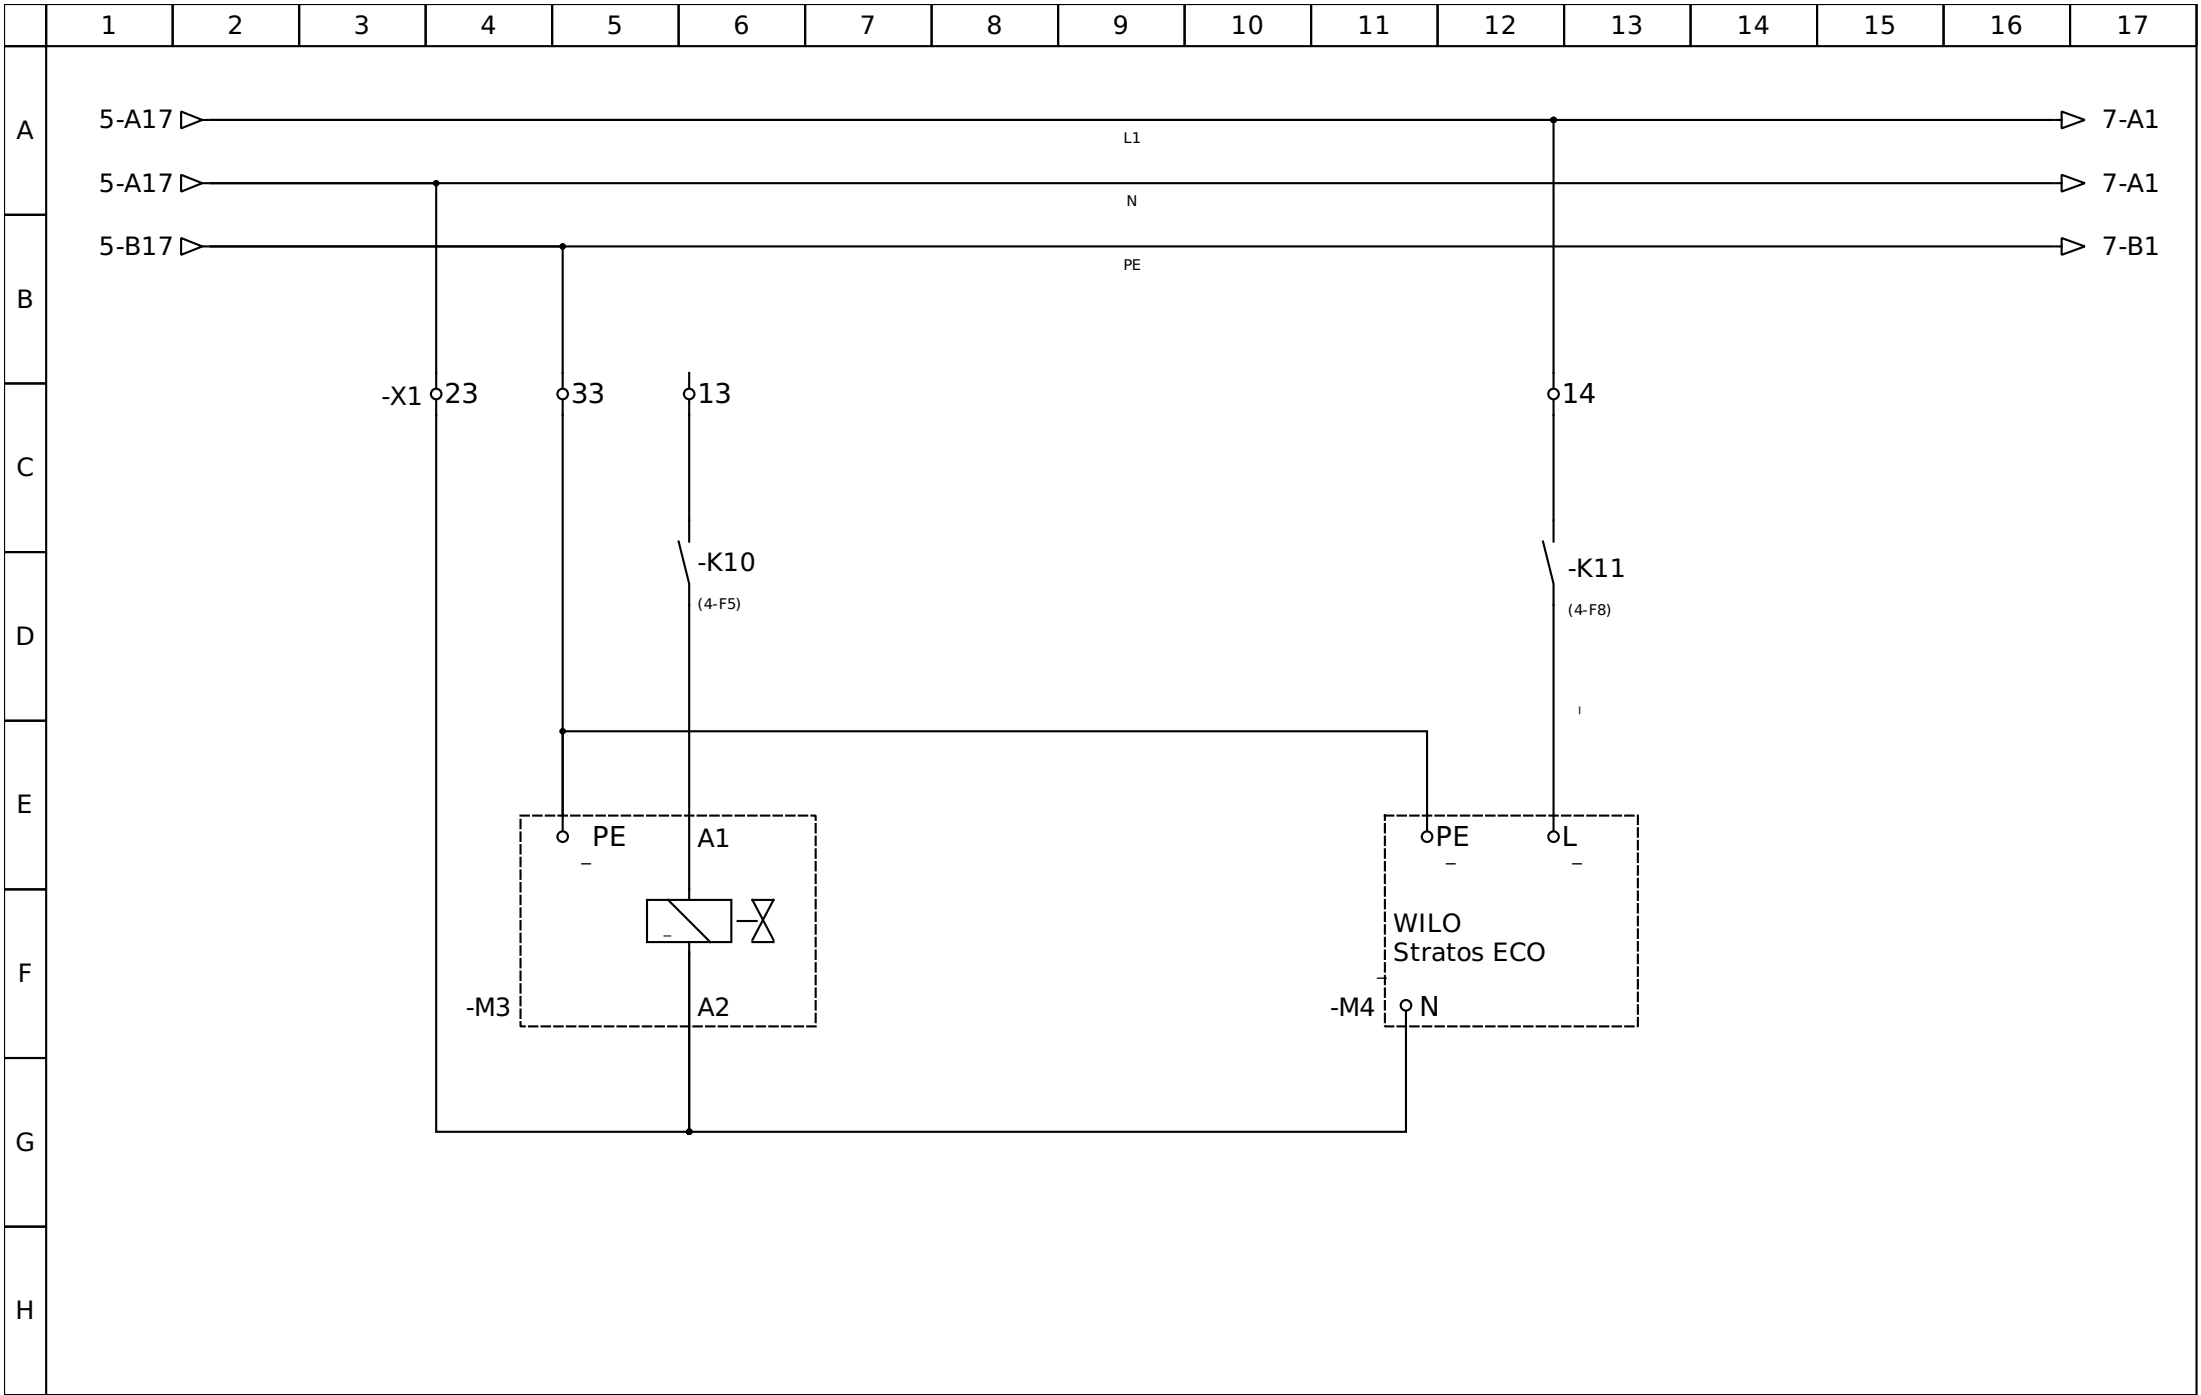 1 2 3 4 5 6 7 8 9 10 11 12 13 14 15 16 17
A
5-A17 7-A1
L1
5-A17 7-A1
N
5-B17 7-B1
PE
B
-X1 23 33 13 14
C
-K10 -K11
(4-F5) (4-F8)
D
E
PE A1 PE L
WILO
Stratos ECO
F
-M3 A2 -M4 N
G
H